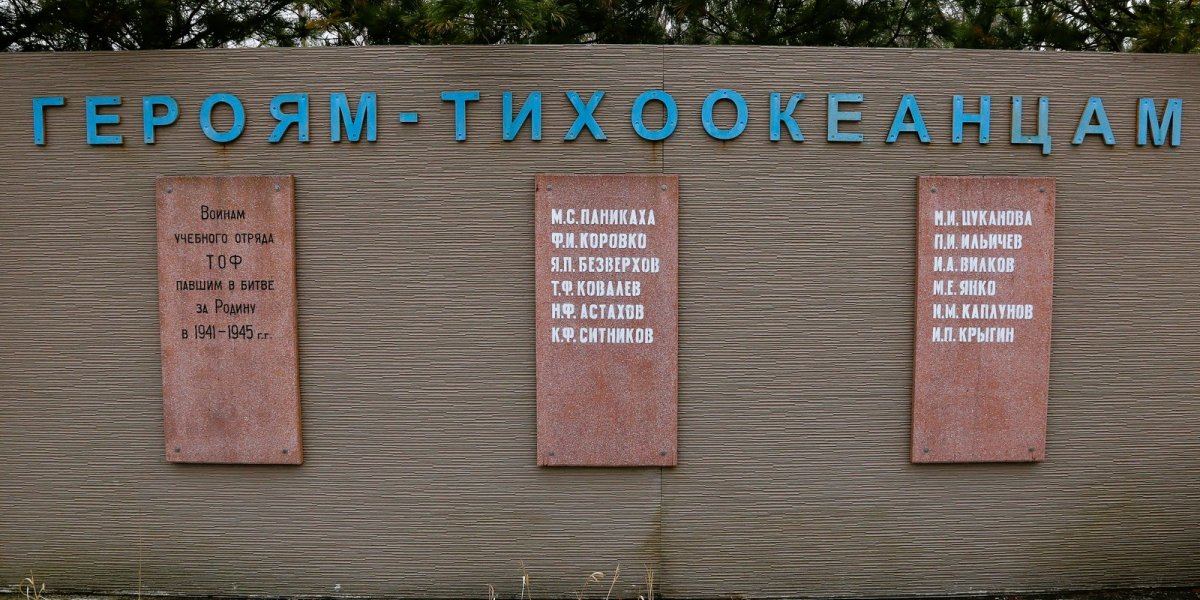 ГЕРОЯМ-ТИХООКЕАНЦАМ
Воинам
учебного отряда
ТОФ
павшим в битве
за Родину
в 1941-1945 г.г.
М.С. ПАНИКАХА
Ф.И. КОРОВКО
Я.П. БЕЗВЕРХОВ
Т.Ф. КОВАЛЕВ
Н.Ф. АСТАХОВ
К.Ф. СИТНИКОВ
М.И. ЦУКАНОВА
П.И. ИЛЬИЧЕВ
И.А. ВИЛКОВ
М.Е. ЯНКО
И.М. КАПЛУНОВ
И.П. КРЫГИН